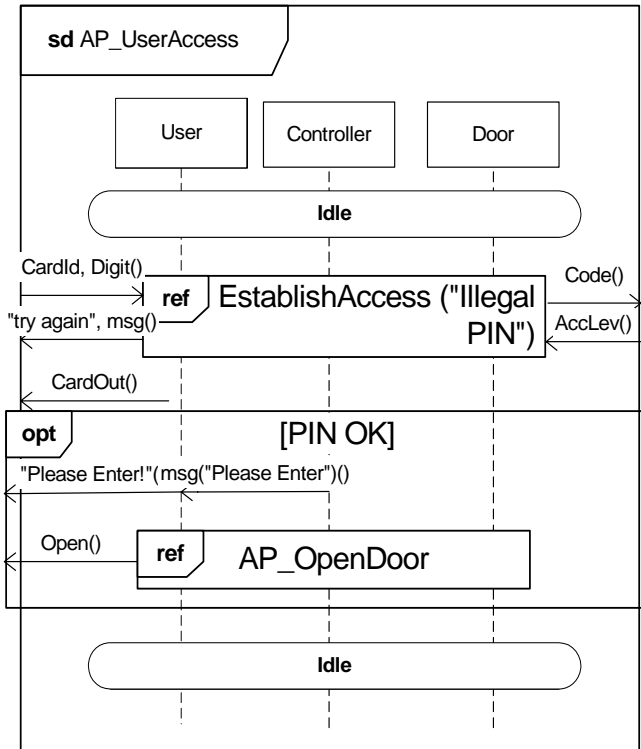 sd AP_UserAccess
User
Controller
Door
Idle
CardId, Digit()
ref
EstablishAccess ("Illegal
PIN")
Code()
"try again", msg()
AccLev()
CardOut()
opt
[PIN OK]
"Please Enter!"(msg("Please Enter")()
Open()
ref
AP_OpenDoor
Idle